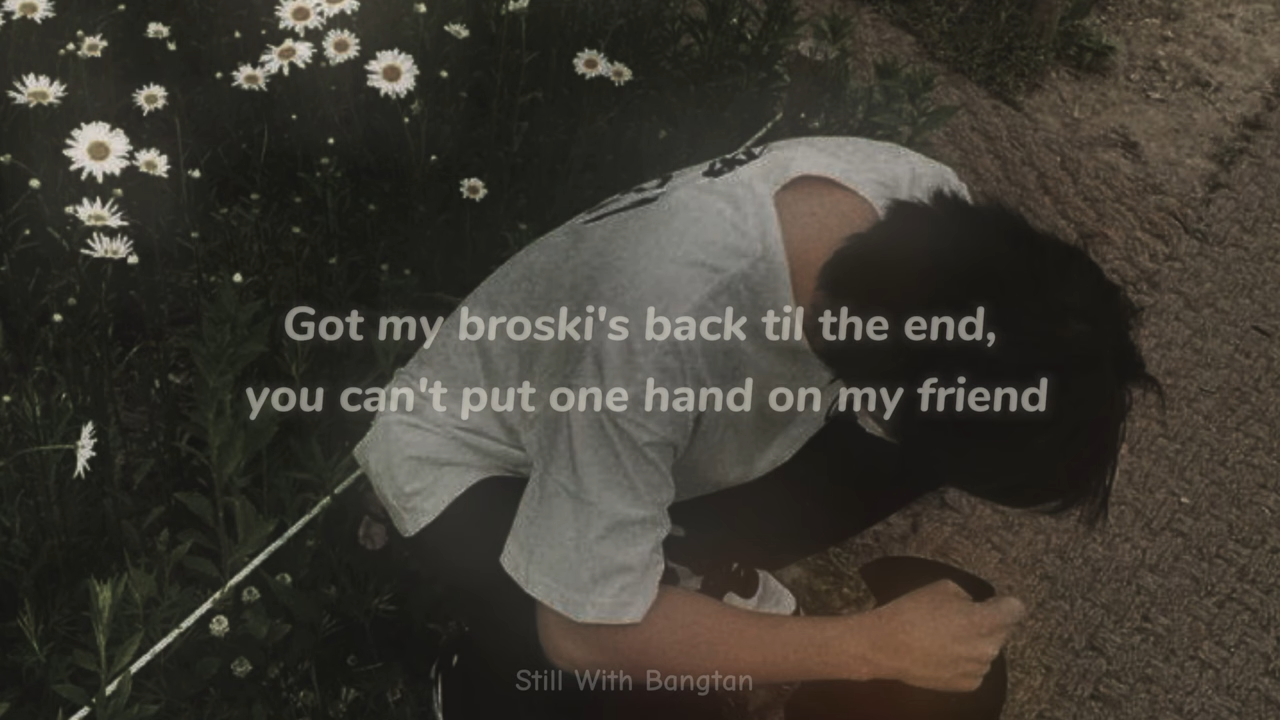 Got my broski's back til the end,
you can't put one hand on my friend
Still With Bangtan